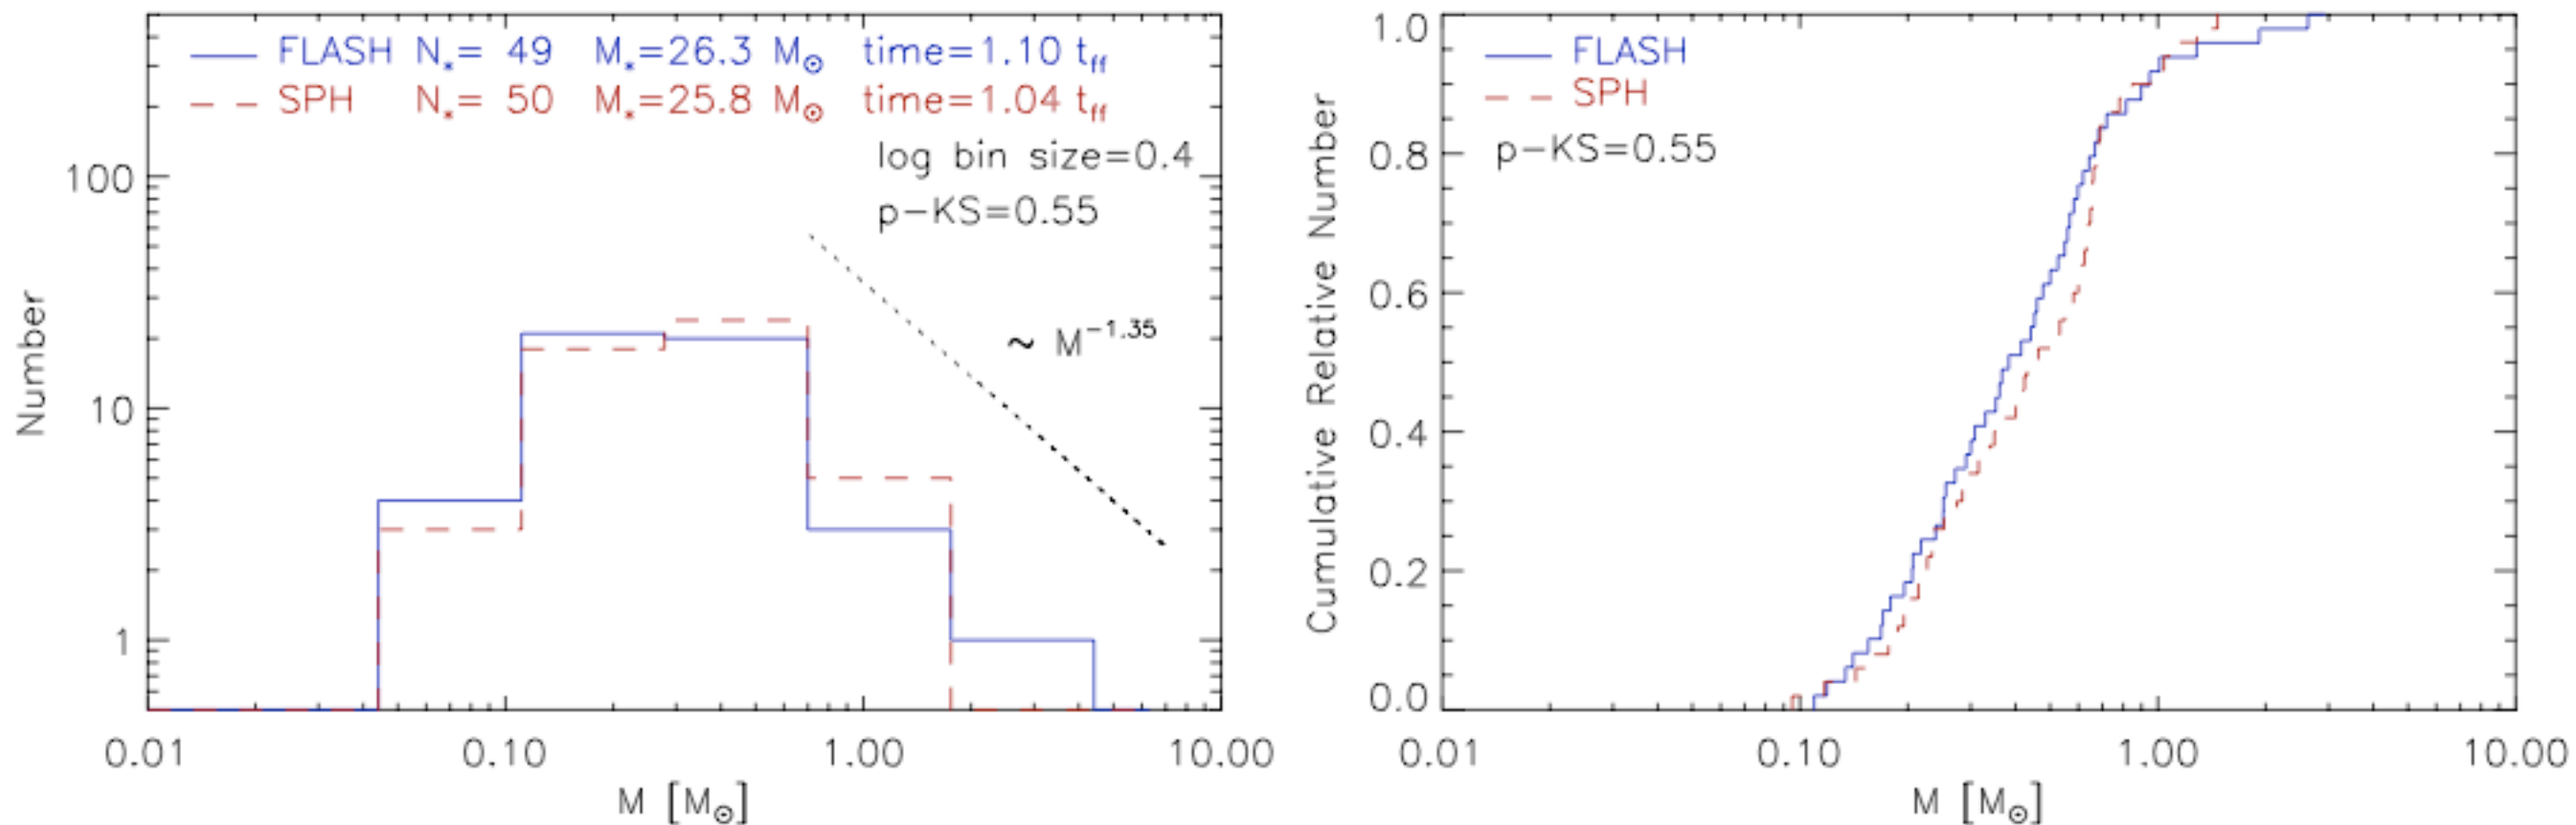 FLASH N*= 49 M*=26.3 M⊙ time=1.10 tff
SPH N*= 50 M*=25.8 M⊙ time=1.04 tff
log bin size=0.4
p-KS=0.55
~ M-1.35
Number
100
10
1
0.01 0.10 1.00 10.00
M [M⊙]
FLASH
SPH
p-KS=0.55
Cumulative Relative Number
1.0
0.8
0.6
0.4
0.2
0.0
0.01 0.10 1.00 10.00
M [M⊙]